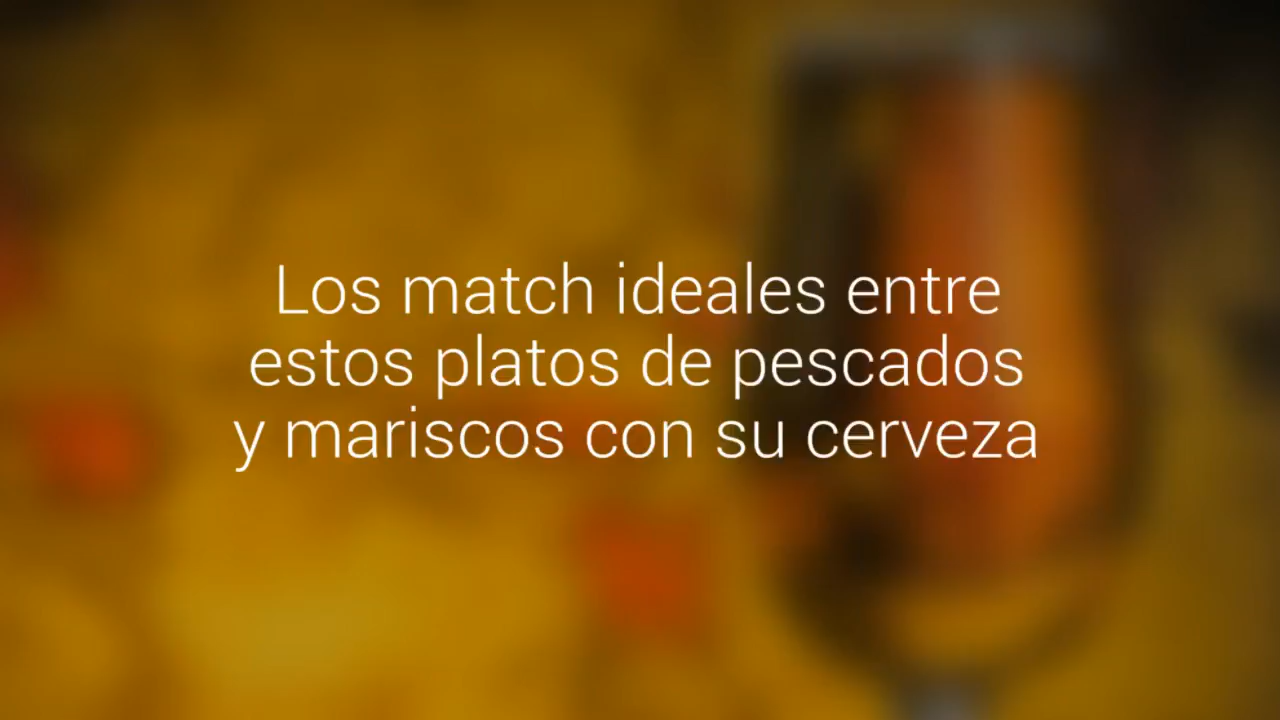 Los match ideales entre
estos platos de pescados
y mariscos con su cerveza